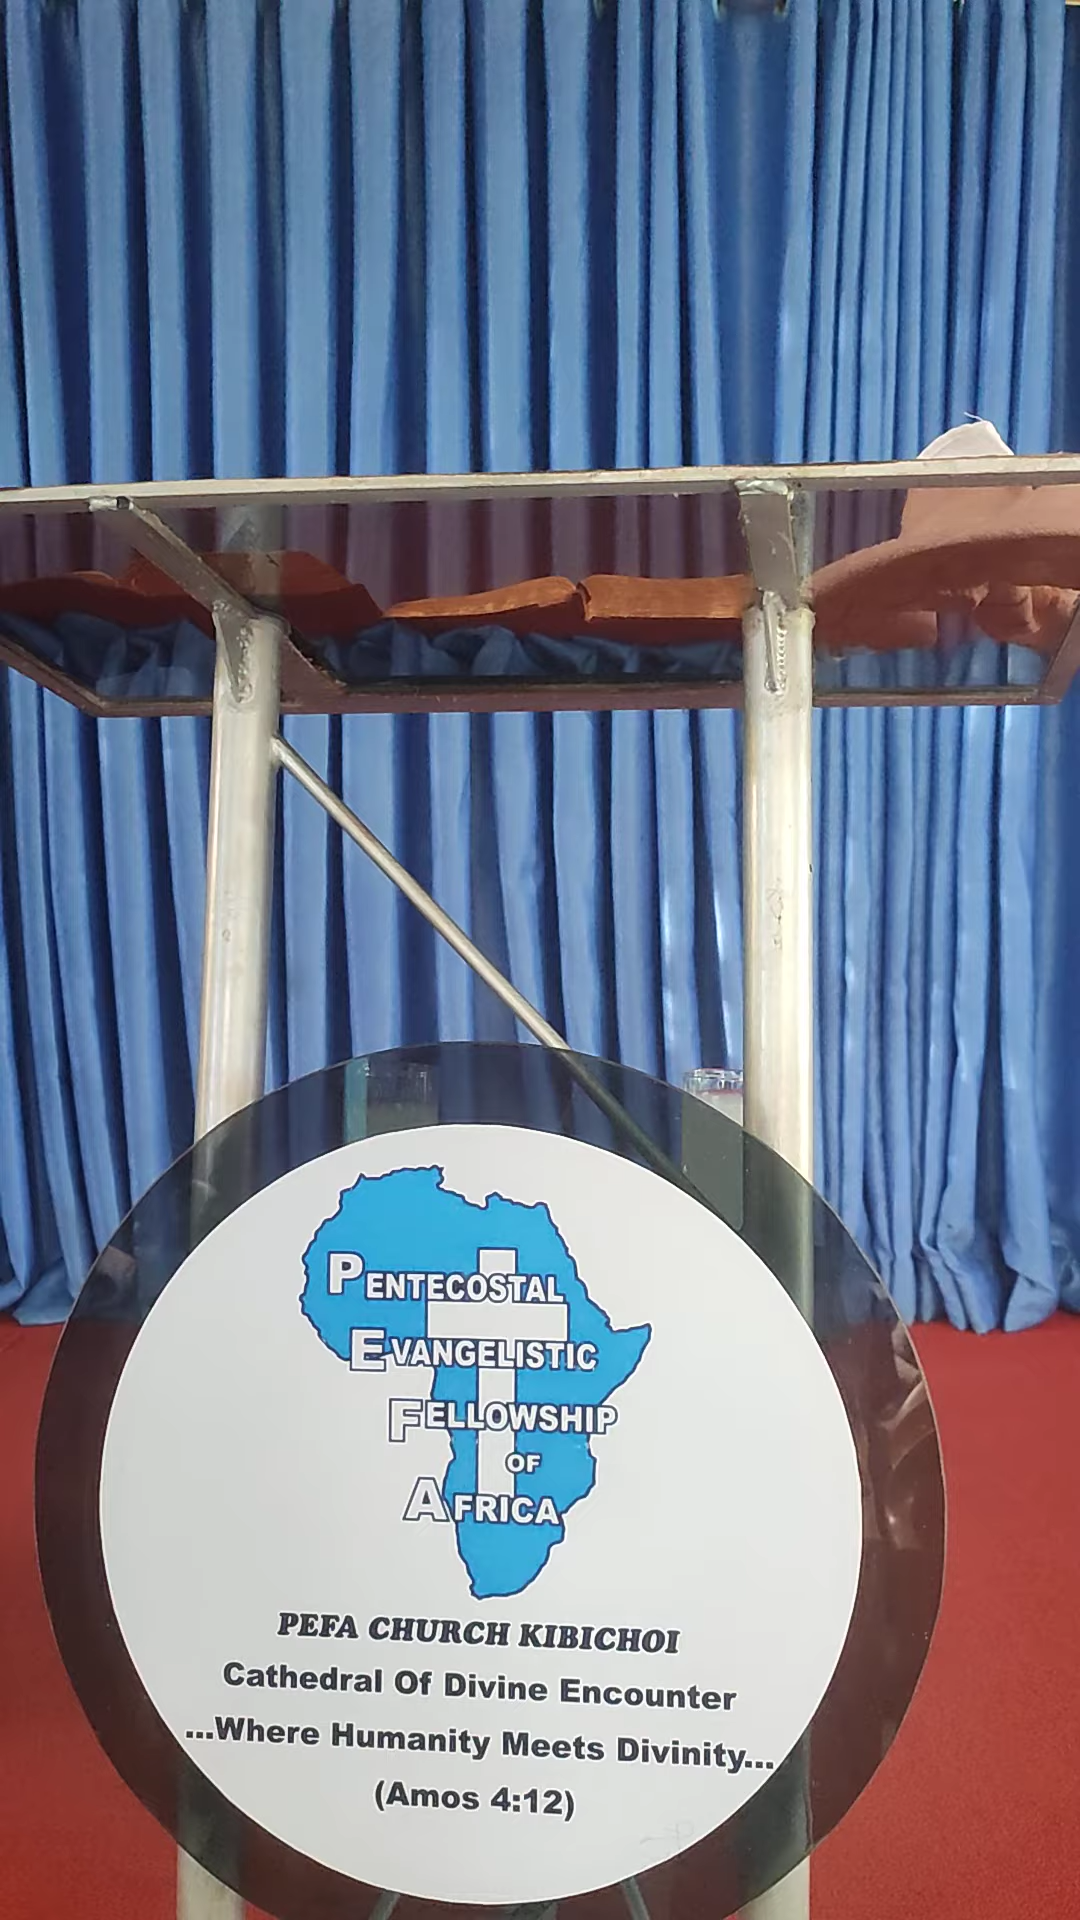 PENTECOSTAL
EVANGELISTIC
FELLOWSHIP
OF
AFRICA
PEFA CHURCH KIBICHOI
Cathedral Of Divine Encounter
...Where Humanity Meets Divinity...
(Amos 4:12)